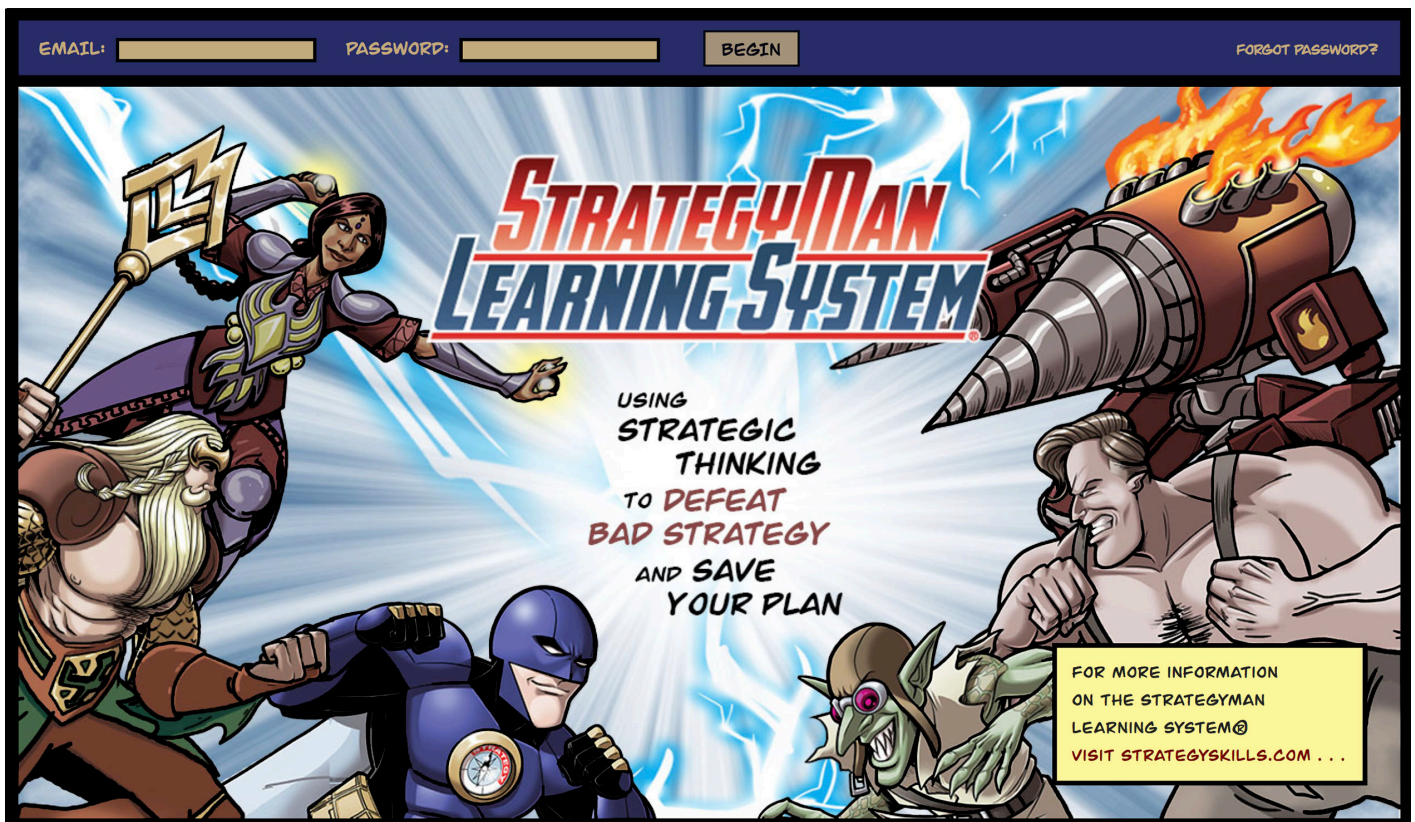 EMAIL: PASSWORD: BEGIN FORGOT PASSWORD?
STRATEGYMAN
LEARNING SYSTEM®
USING
STRATEGIC
THINKING
TO DEFEAT
BAD STRATEGY
AND SAVE
YOUR PLAN
FOR MORE INFORMATION
ON THE STRATEGYMAN
LEARNING SYSTEM®
VISIT STRATEGYSKILLS.COM . . .
STRATEGY